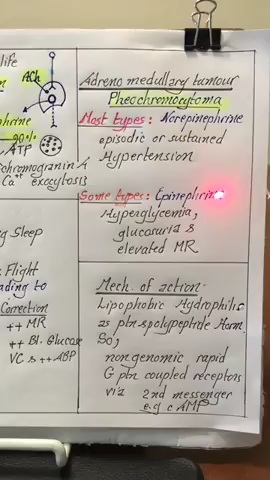 life
ACh
90%
ATP
Chromogranin A
Ca++ exocytosis
g Sleep
Flight
ading to
Correction
++ MR
++ Bl. Glucose
VC & ++ ABP
Adreno medullary tumour
Pheochromocytoma
Most types: Norepinephrine
episodic or sustained
Hypertension
Some types: Epinephrine
Hyperglycemia,
glucosuria &
elevated MR
Mech. of action:
Lipophobic Hydrophilic
as ptn & polypeptide Horm.
So,
nongenomic rapid
G ptn coupled receptors
via 2nd messenger
e.g cAMP